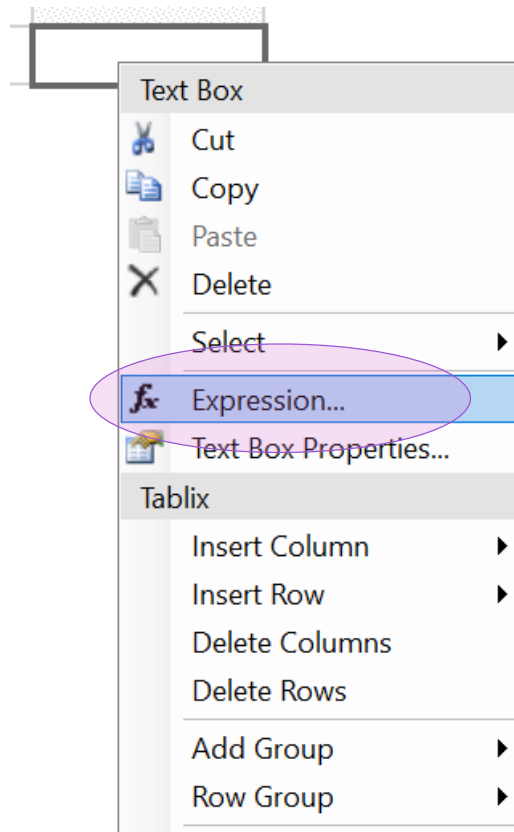 Text Box
Cut
Copy
Paste
Delete
Select
fx Expression...
Text Box Properties...
Tablix
Insert Column
Insert Row
Delete Columns
Delete Rows
Add Group
Row Group